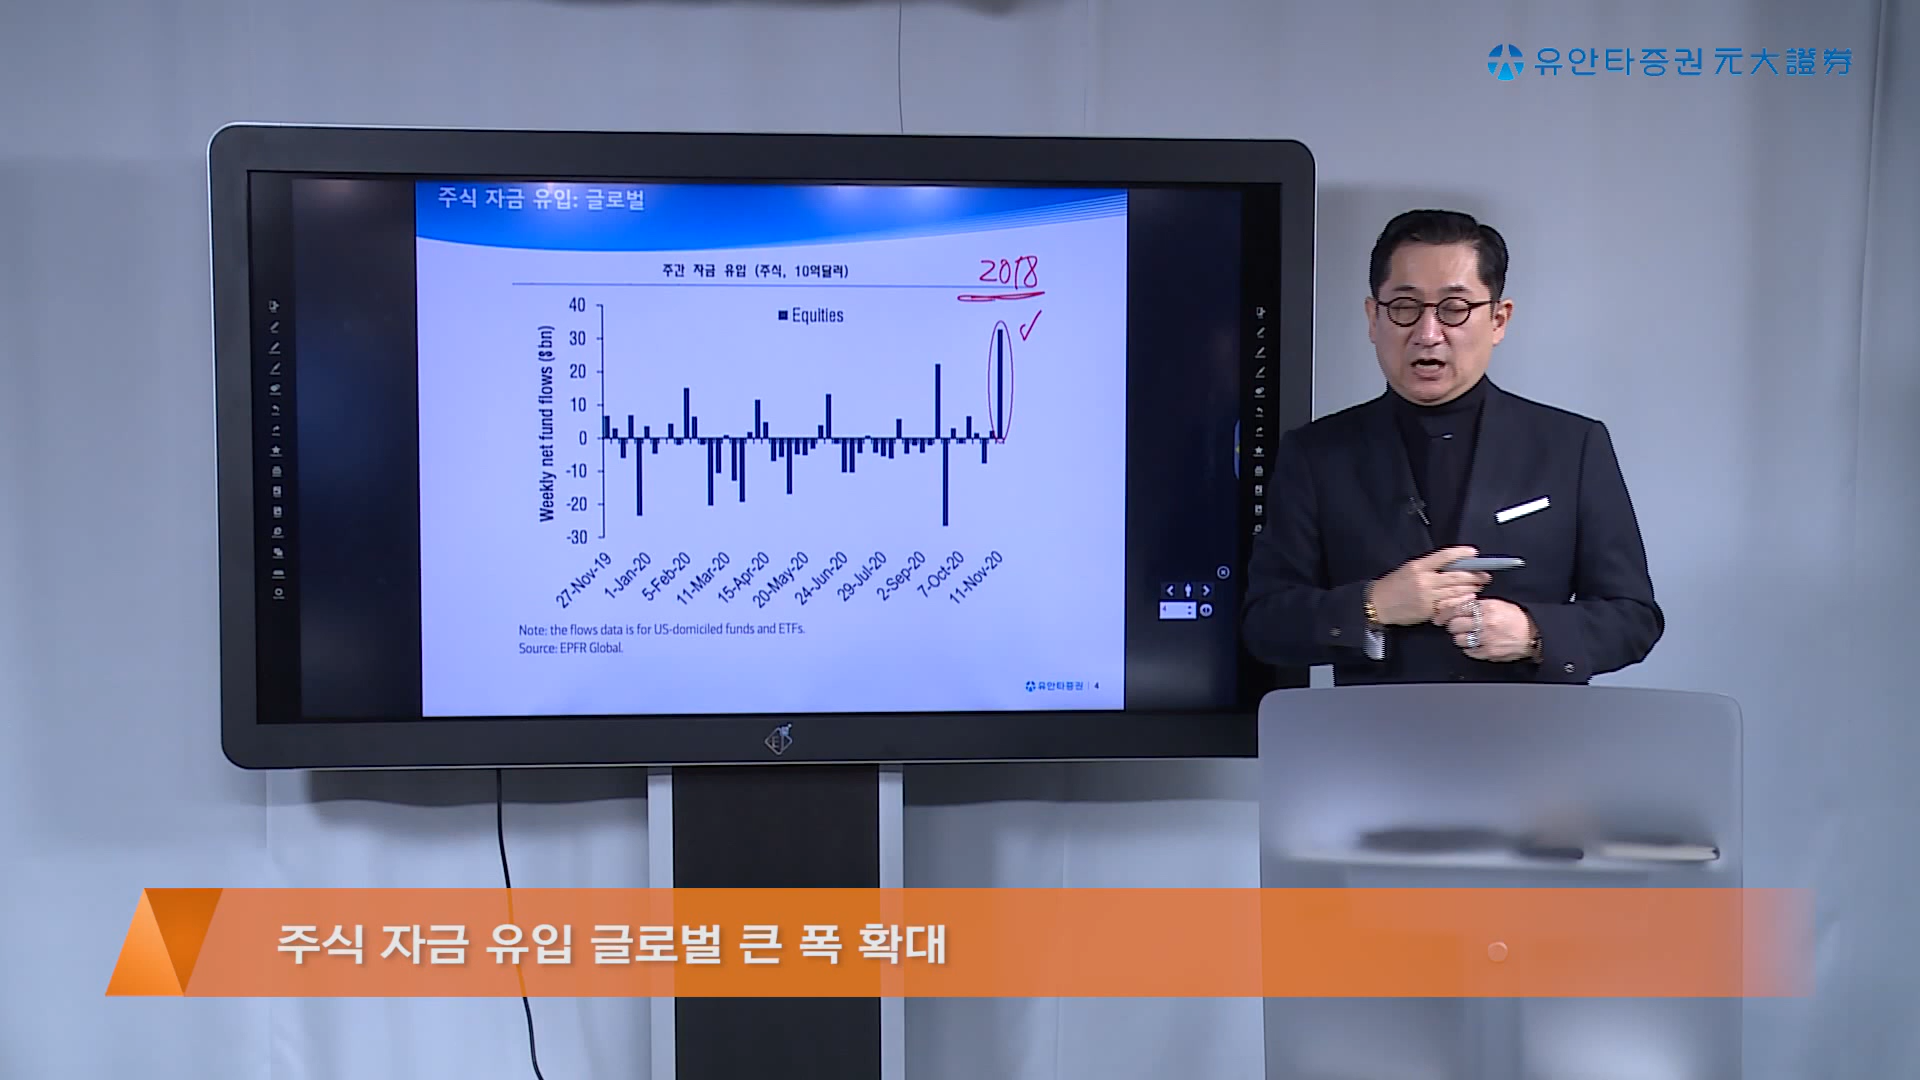 유안타증권 元大證券
주식 자금 유입: 글로벌
주간 자금 유입 (주식, 10억달러)
2018
Equities
Weekly net fund flows ($bn)
40
30
20
10
0
-10
-20
-30
27-Nov-19
1-Jan-20
5-Feb-20
11-Mar-20
15-Apr-20
20-May-20
24-Jun-20
29-Jul-20
2-Sep-20
7-Oct-20
11-Nov-20
Note: the flows data is for US-domiciled funds and ETFs.
Source: EPFR Global.
유안타증권 | 4
4
주식 자금 유입 글로벌 큰 폭 확대